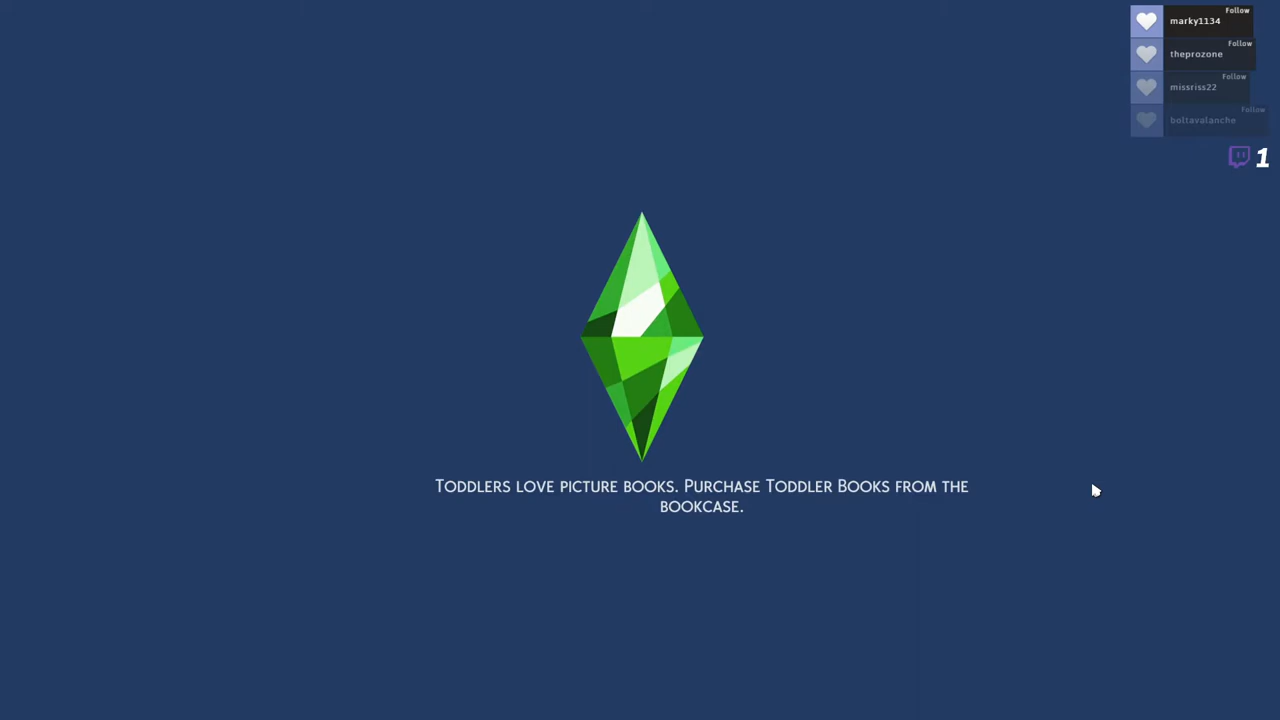 Follow
marky1134
Follow
theprozone
Follow
missriss22
Follow
boltavalanche
1
TODDLERS LOVE PICTURE BOOKS. PURCHASE TODDLER BOOKS FROM THE
BOOKCASE.